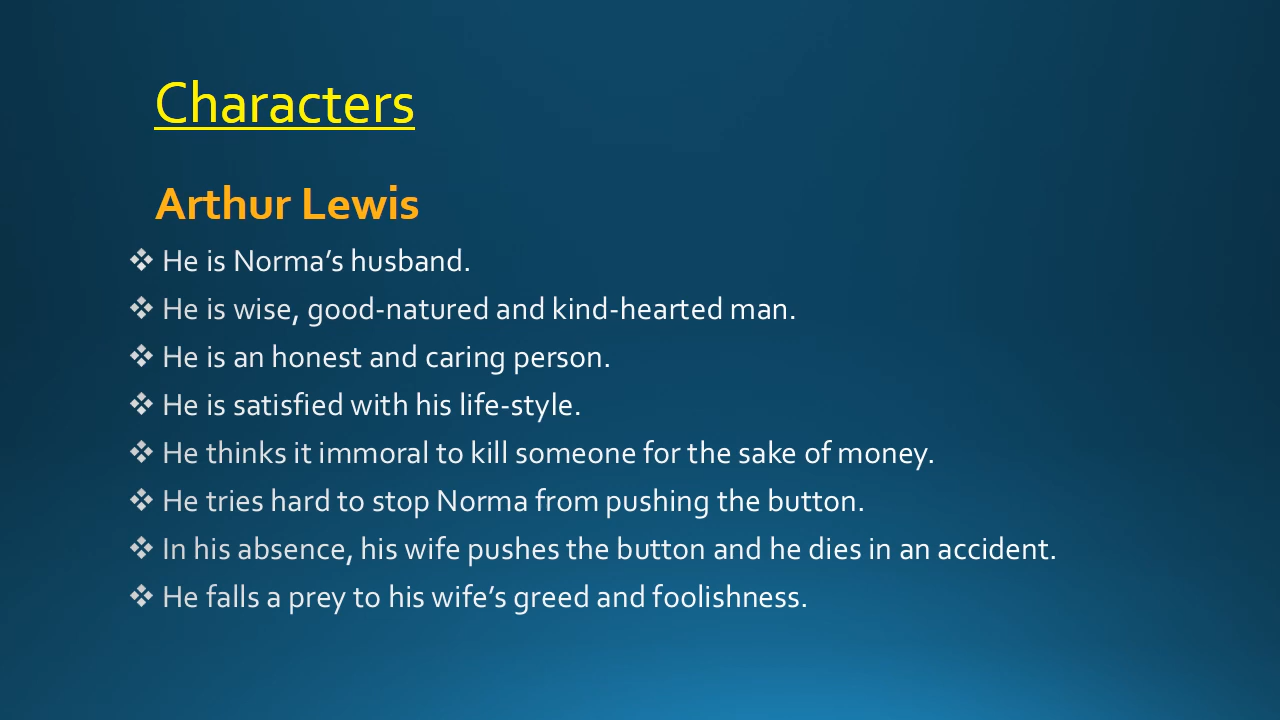 Characters
Arthur Lewis
❖ He is Norma’s husband.
❖ He is wise, good-natured and kind-hearted man.
❖ He is an honest and caring person.
❖ He is satisfied with his life-style.
❖ He thinks it immoral to kill someone for the sake of money.
❖ He tries hard to stop Norma from pushing the button.
❖ In his absence, his wife pushes the button and he dies in an accident.
❖ He falls a prey to his wife’s greed and foolishness.